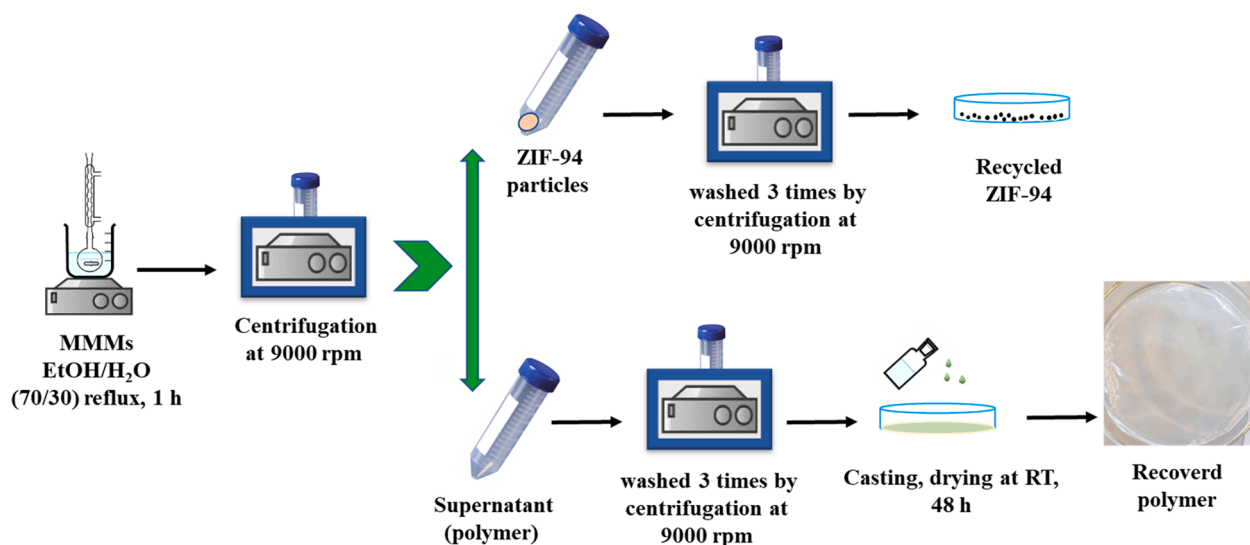 MMMs
EtOH/H₂O
(70/30) reflux, 1 h
Centrifugation
at 9000 rpm
ZIF-94
particles
washed 3 times by
centrifugation at
9000 rpm
Recycled
ZIF-94
Supernatant
(polymer)
washed 3 times by
centrifugation at
9000 rpm
Casting, drying at RT,
48 h
Recoverd
polymer